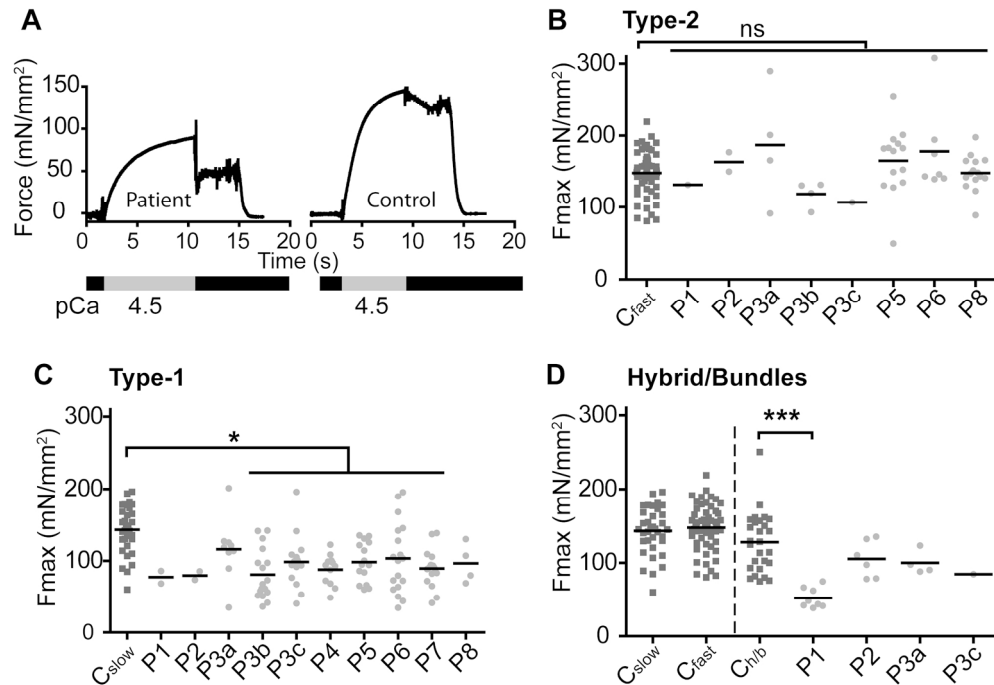 A
Force (mN/mm²)
150
100
50
0
Patient
Control
0 5 10 15 20 0 5 10 15 20
Time (s)
pCa 4.5 4.5
B Type-2
ns
Fmax (mN/mm²)
300
200
100
0
Cfast P1 P2 P3a P3b P3c P5 P6 P8
C Type-1
*
Fmax (mN/mm²)
300
200
100
0
Cslow P1 P2 P3a P3b P3c P4 P5 P6 P7 P8
D Hybrid/Bundles
***
Fmax (mN/mm²)
300
200
100
0
Cslow Cfast Ch/b P1 P2 P3a P3c